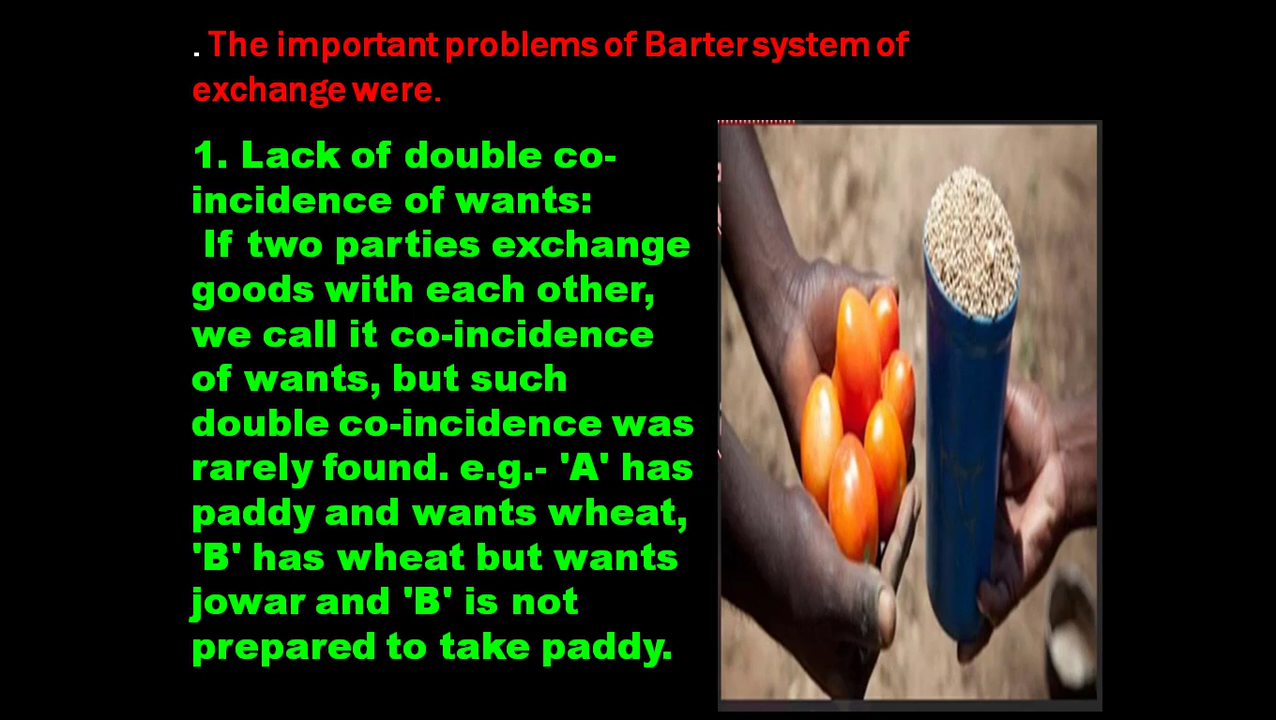 . The important problems of Barter system of
exchange were.
1. Lack of double co-
incidence of wants:
If two parties exchange
goods with each other,
we call it co-incidence
of wants, but such
double co-incidence was
rarely found. e.g.- 'A' has
paddy and wants wheat,
'B' has wheat but wants
jowar and 'B' is not
prepared to take paddy.